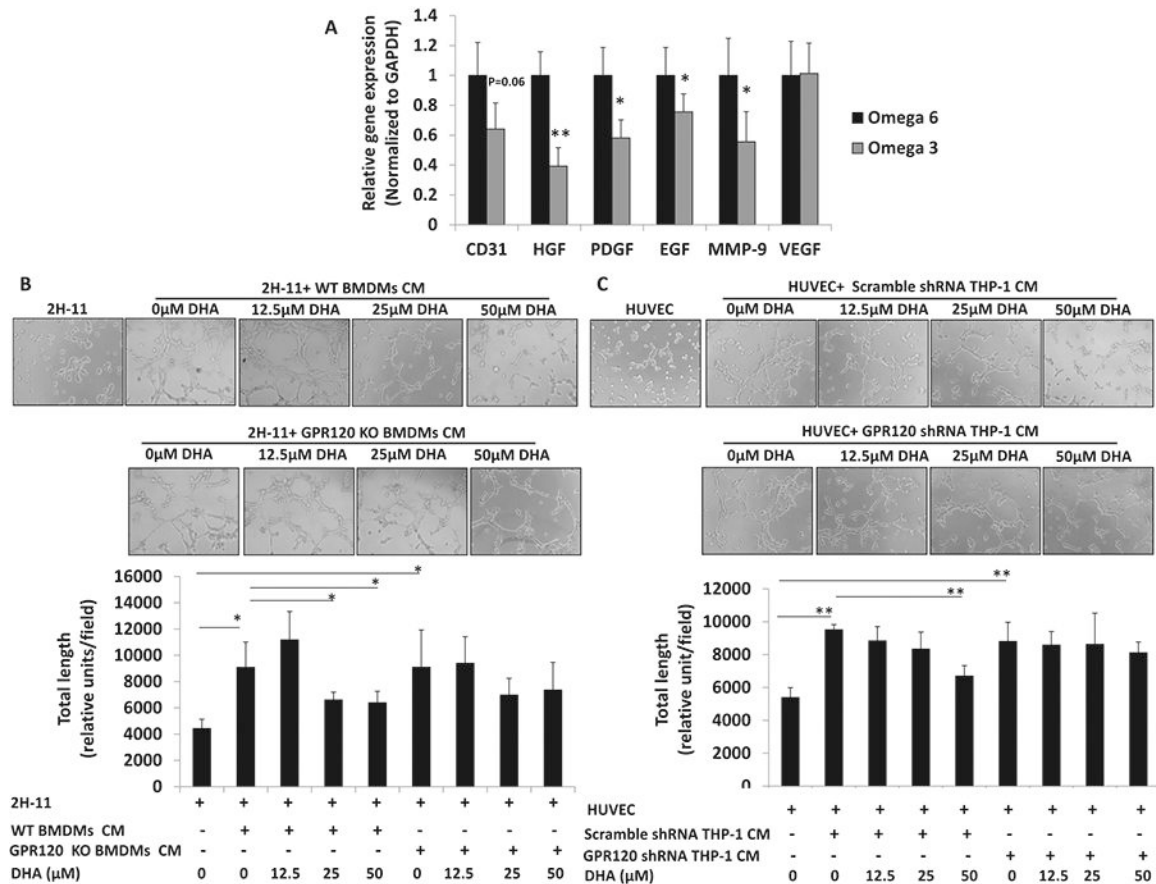 A
Relative gene expression
(Normalized to GAPDH)
1.4
1.2
1
0.8
0.6
0.4
0.2
0
P=0.06
**
*
*
*
CD31 HGF PDGF EGF MMP-9 VEGF
Omega 6
Omega 3
B
2H-11+ WT BMDMs CM
2H-11 0µM DHA 12.5µM DHA 25µM DHA 50µM DHA
2H-11+ GPR120 KO BMDMs CM
0µM DHA 12.5µM DHA 25µM DHA 50µM DHA
Total length
(relative units/field)
16000
14000
12000
10000
8000
6000
4000
2000
0
*
*
*
*
2H-11 + + + + + + + + +
WT BMDMs CM - + + + + - - - -
GPR120 KO BMDMs CM - - - - - + + + +
DHA (µM) 0 0 12.5 25 50 0 12.5 25 50
C
HUVEC+ Scramble shRNA THP-1 CM
HUVEC 0µM DHA 12.5µM DHA 25µM DHA 50µM DHA
HUVEC+ GPR120 shRNA THP-1 CM
0µM DHA 12.5µM DHA 25µM DHA 50µM DHA
Total length
(relative unit/field)
12000
10000
8000
6000
4000
2000
0
**
**
**
HUVEC + + + + + + + + +
Scramble shRNA THP-1 CM - + + + + - - - -
GPR120 shRNA THP-1 CM - - - - - + + + +
DHA (µM) 0 0 12.5 25 50 0 12.5 25 50